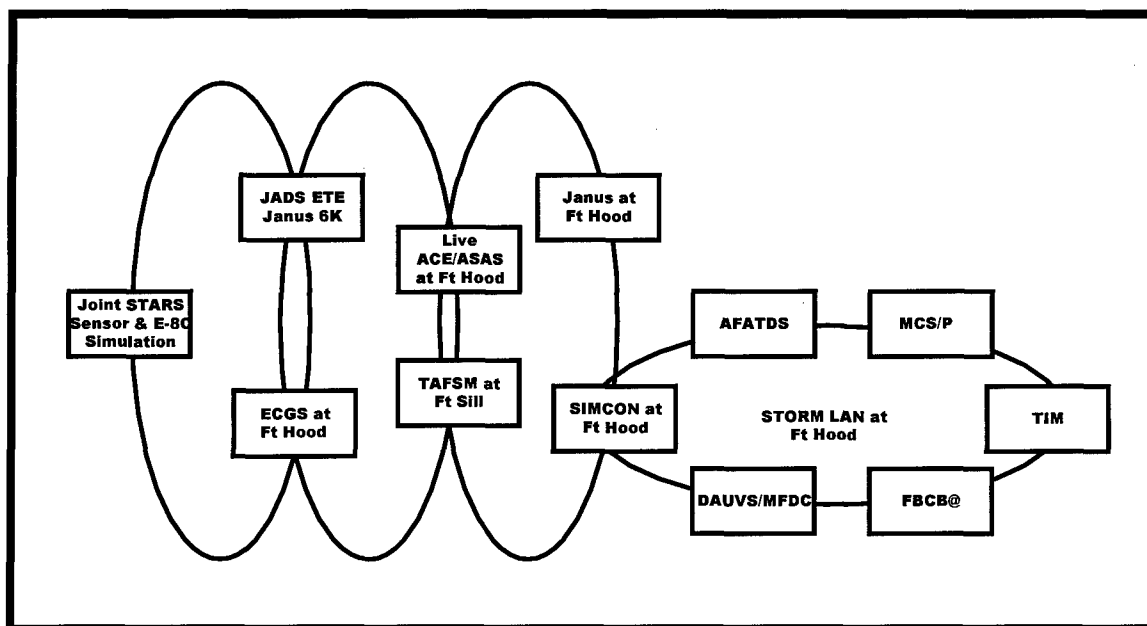 JADS ETE
Janus 6K
Janus at
Ft Hood
Live
ACE/ASAS
at Ft Hood
Joint STARS
Sensor & E-8C
Simulation
AFATDS
MCS/P
TAFSM at
Ft Sill
ECGS at
Ft Hood
SIMCON at
Ft Hood
STORM LAN at
Ft Hood
TIM
DAUVS/MFDC
FBCB@